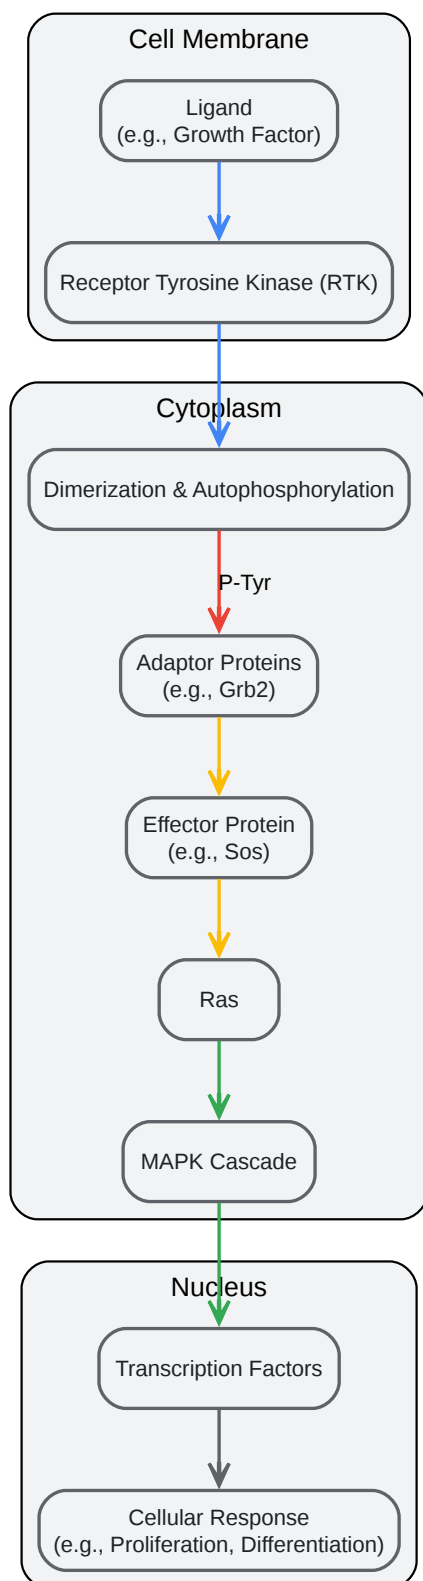 Cell Membrane
Ligand
(e.g., Growth Factor)
Receptor Tyrosine Kinase (RTK)
Cytoplasm
Dimerization & Autophosphorylation
P-Tyr
Adaptor Proteins
(e.g., Grb2)
Effector Protein
(e.g., Sos)
Ras
MAPK Cascade
Nucleus
Transcription Factors
Cellular Response
(e.g., Proliferation, Differentiation)